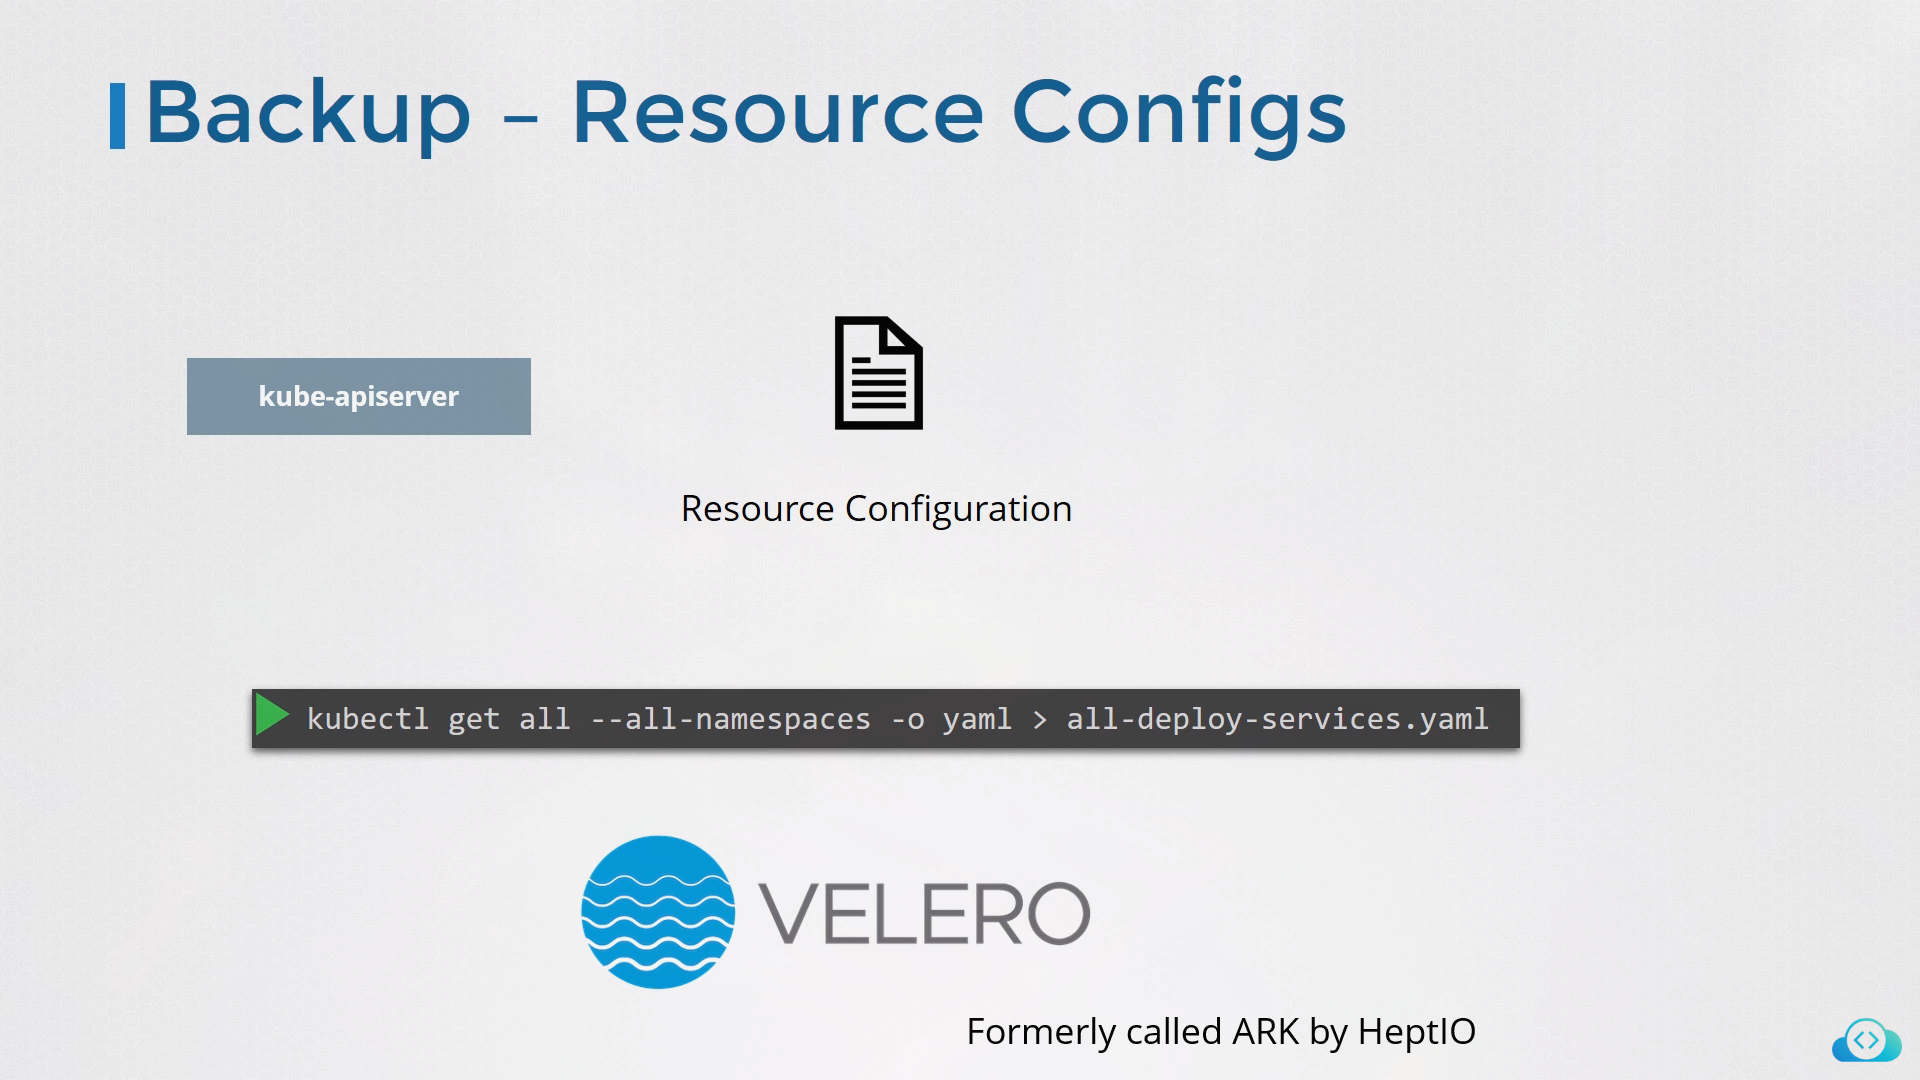 Backup – Resource Configs
kube-apiserver
Resource Configuration
kubectl get all --all-namespaces -o yaml > all-deploy-services.yaml
VELERO
Formerly called ARK by HeptIO